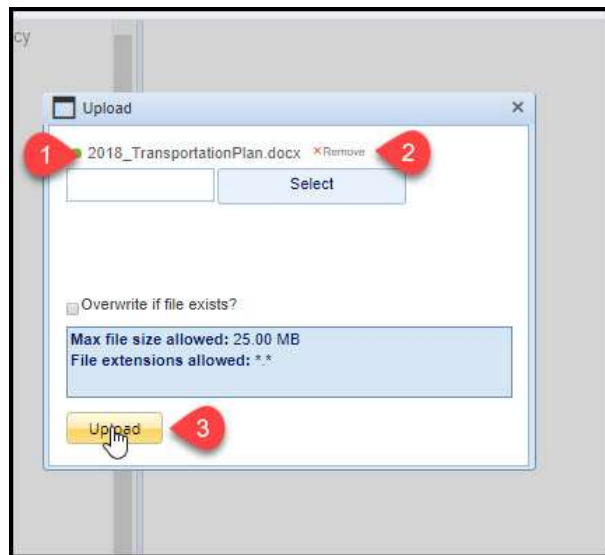 cy
Upload
1 2018_TransportationPlan.docx Remove 2
Select
Overwrite if file exists?
Max file size allowed: 25.00 MB
File extensions allowed: *.*
Upload 3